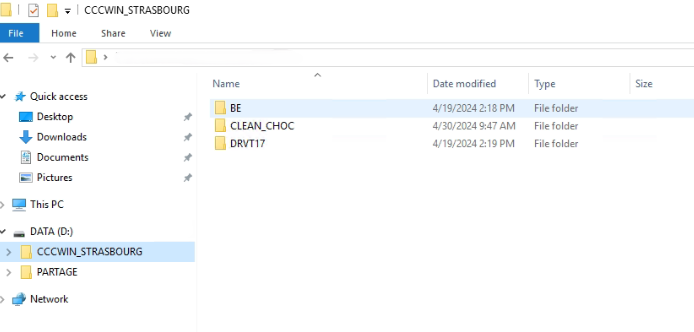 CCCWIN_STRASBOURG
File Home Share View
Name Date modified Type Size
Quick access
Desktop
Downloads
Documents
Pictures
This PC
DATA (D:)
CCCWIN_STRASBOURG
PARTAGE
Network
BE 4/19/2024 2:18 PM File folder
CLEAN_CHOC 4/30/2024 9:47 AM File folder
DRVT17 4/19/2024 2:19 PM File folder